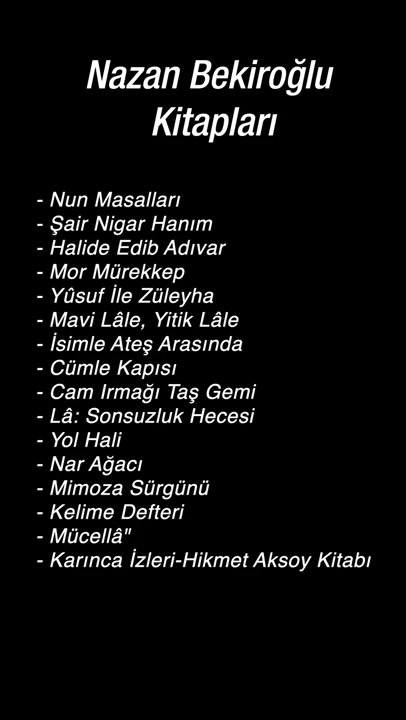 Nazan Bekiroğlu
Kitapları
- Nun Masalları
- Şair Nigar Hanım
- Halide Edib Adıvar
- Mor Mürekkep
- Yûsuf İle Züleyha
- Mavi Lâle, Yitik Lâle
- İsimle Ateş Arasında
- Cümle Kapısı
- Cam Irmağı Taş Gemi
- Lâ: Sonsuzluk Hecesi
- Yol Hali
- Nar Ağacı
- Mimoza Sürgünü
- Kelime Defteri
- Mücellâ"
- Karınca İzleri-Hikmet Aksoy Kitabı